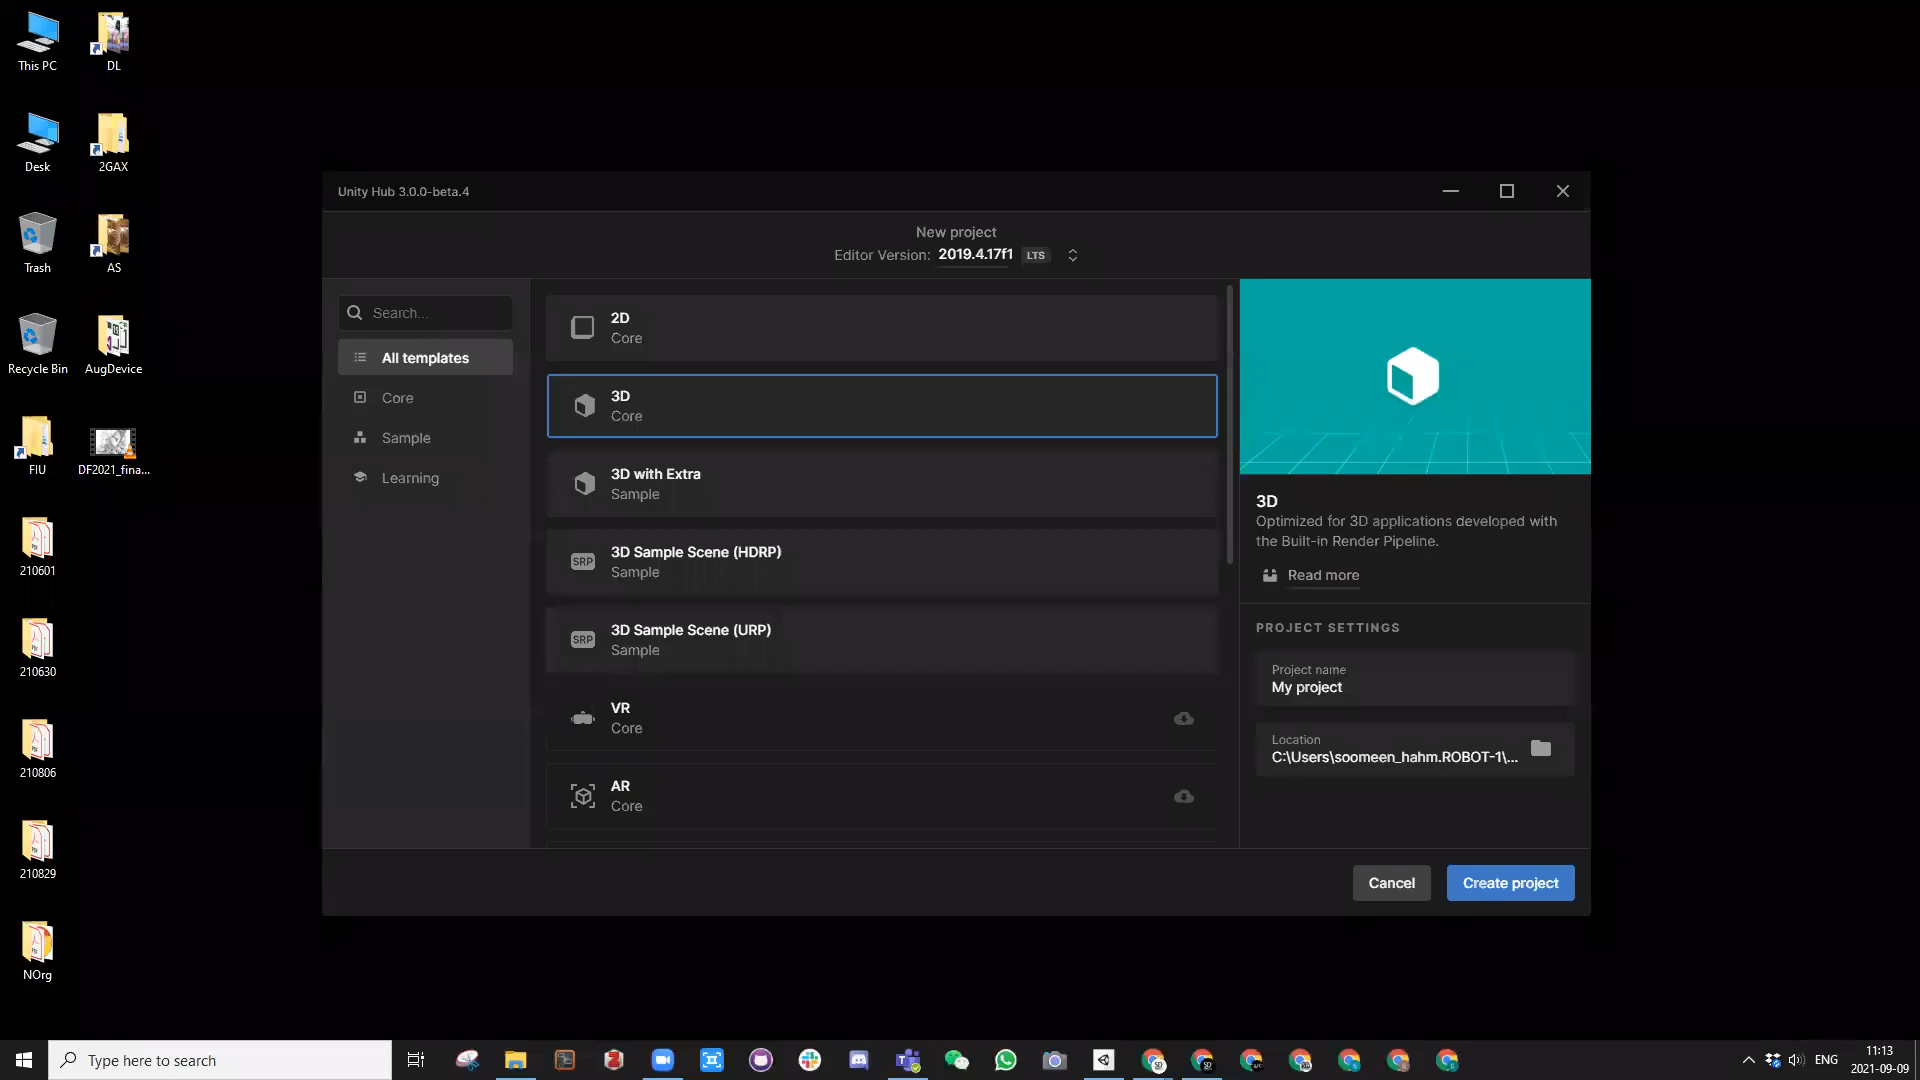 This PC
DL
Desk
2GAX
Trash
AS
Recycle Bin
AugDevice
FIU
DF2021_fina...
210601
210630
210806
210829
NOrg
Unity Hub 3.0.0-beta.4
New project
Editor Version: 2019.4.17f1 LTS
Search...
All templates
Core
Sample
Learning
2D
Core
3D
Core
3D with Extra
Sample
SRP
3D Sample Scene (HDRP)
Sample
SRP
3D Sample Scene (URP)
Sample
VR
Core
AR
Core
3D
Optimized for 3D applications developed with
the Built-in Render Pipeline.
Read more
PROJECT SETTINGS
Project name
My project
Location
C:\Users\soomeen_hahm.ROBOT-1\...
Cancel
Create project
Type here to search
ENG
11:13
2021-09-09